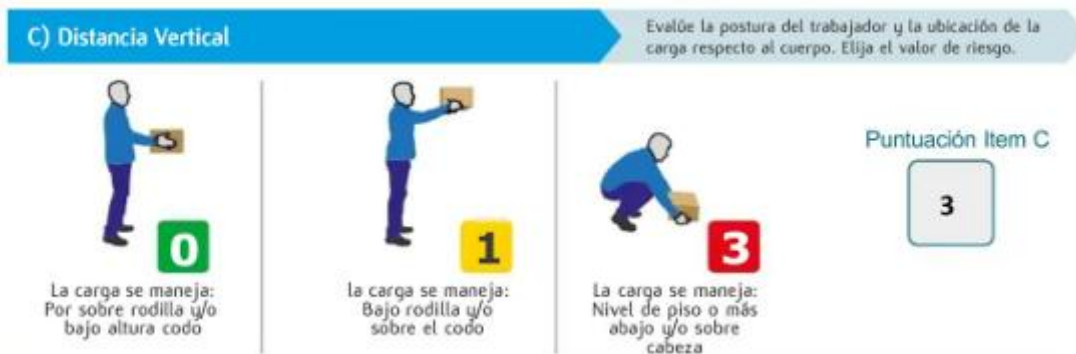 C) Distancia Vertical
Evalúe la postura del trabajador y la ubicación de la
carga respecto al cuerpo. Elija el valor de riesgo.
0
La carga se maneja:
Por sobre rodilla y/o
bajo altura codo
1
la carga se maneja:
Bajo rodilla y/o
sobre el codo
3
La carga se maneja:
Nivel de piso o más
abajo y/o sobre
cabeza
Puntuación Item C
3